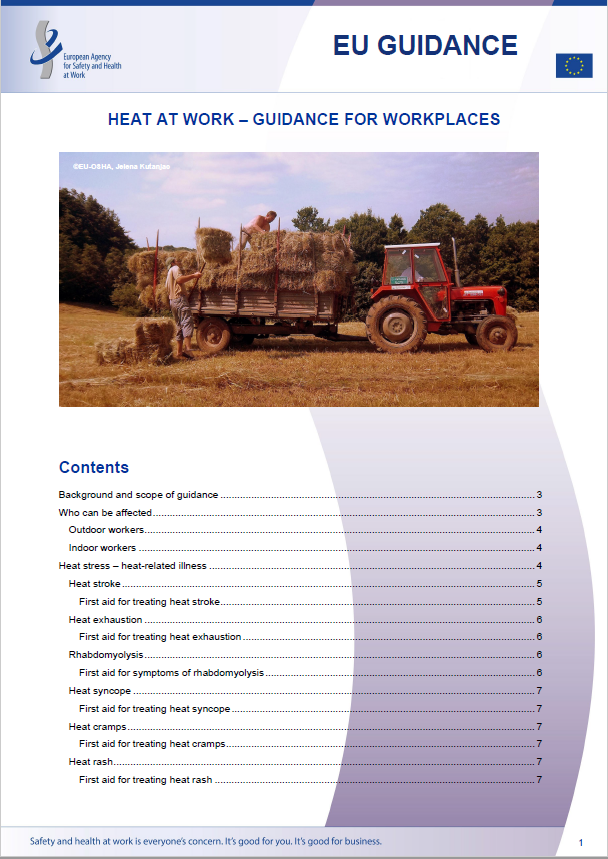 European Agency
for Safety and Health
at Work
EU GUIDANCE
HEAT AT WORK – GUIDANCE FOR WORKPLACES
©EU-OSHA, Jelena Kutanjac
Contents
Background and scope of guidance ........ 3
Who can be affected ........ 3
Outdoor workers ........ 4
Indoor workers ........ 4
Heat stress – heat-related illness ........ 4
Heat stroke ........ 5
First aid for treating heat stroke ........ 5
Heat exhaustion ........ 6
First aid for treating heat exhaustion ........ 6
Rhabdomyolysis ........ 6
First aid for symptoms of rhabdomyolysis ........ 6
Heat syncope ........ 7
First aid for treating heat syncope ........ 7
Heat cramps ........ 7
First aid for treating heat cramps ........ 7
Heat rash ........ 7
First aid for treating heat rash ........ 7
Safety and health at work is everyone's concern. It's good for you. It's good for business.
1